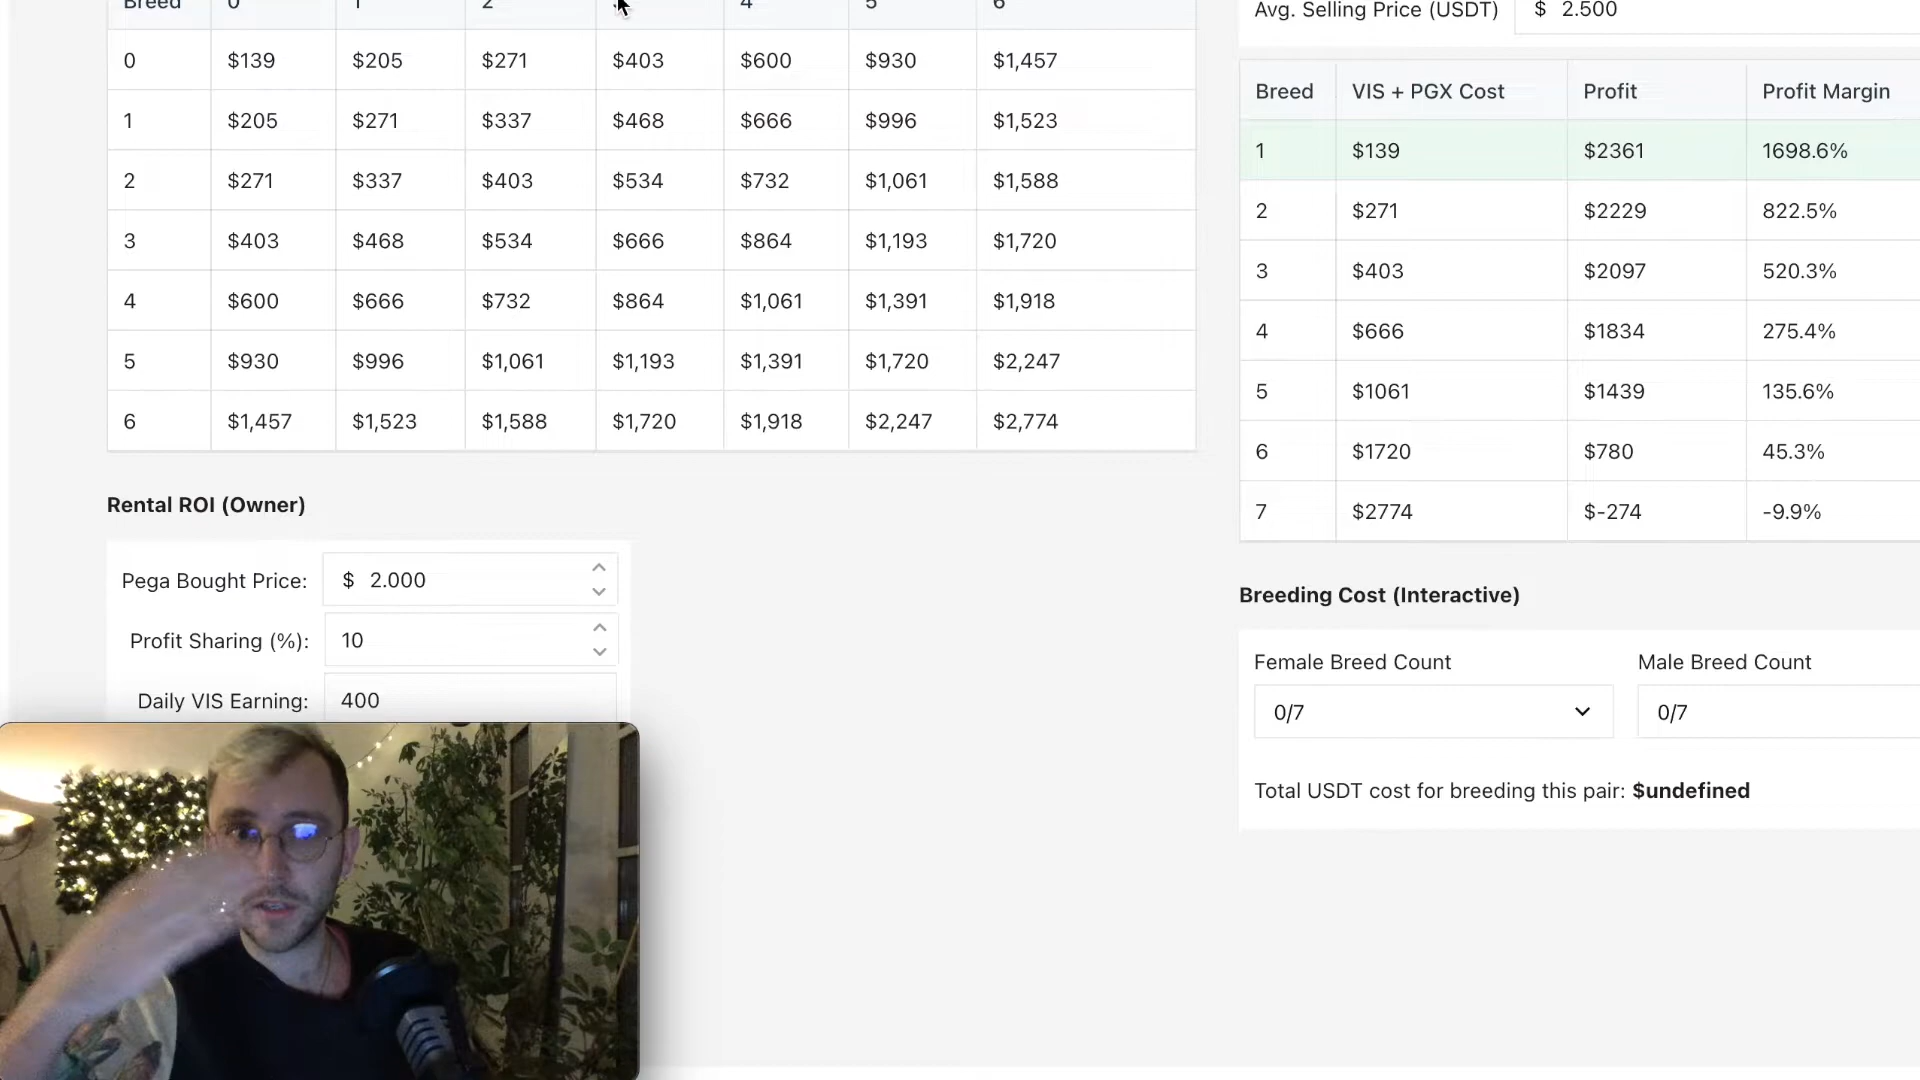 Breed 0 1 2 3 4 5 6
0 $139 $205 $271 $403 $600 $930 $1,457
1 $205 $271 $337 $468 $666 $996 $1,523
2 $271 $337 $403 $534 $732 $1,061 $1,588
3 $403 $468 $534 $666 $864 $1,193 $1,720
4 $600 $666 $732 $864 $1,061 $1,391 $1,918
5 $930 $996 $1,061 $1,193 $1,391 $1,720 $2,247
6 $1,457 $1,523 $1,588 $1,720 $1,918 $2,247 $2,774
Rental ROI (Owner)
Pega Bought Price: $ 2.000
Profit Sharing (%): 10
Daily VIS Earning: 400
Avg. Selling Price (USDT) $ 2.500
Breed VIS + PGX Cost Profit Profit Margin
1 $139 $2361 1698.6%
2 $271 $2229 822.5%
3 $403 $2097 520.3%
4 $666 $1834 275.4%
5 $1061 $1439 135.6%
6 $1720 $780 45.3%
7 $2774 $-274 -9.9%
Breeding Cost (Interactive)
Female Breed Count Male Breed Count
0/7 0/7
Total USDT cost for breeding this pair: $undefined